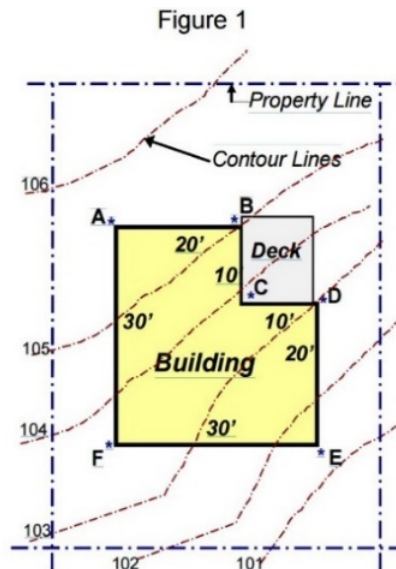 Figure 1
Property Line
Contour Lines
106
A
B
20'
Deck
10
C
D
10'
30'
20'
105
Building
104
30'
F
E
103
102
101